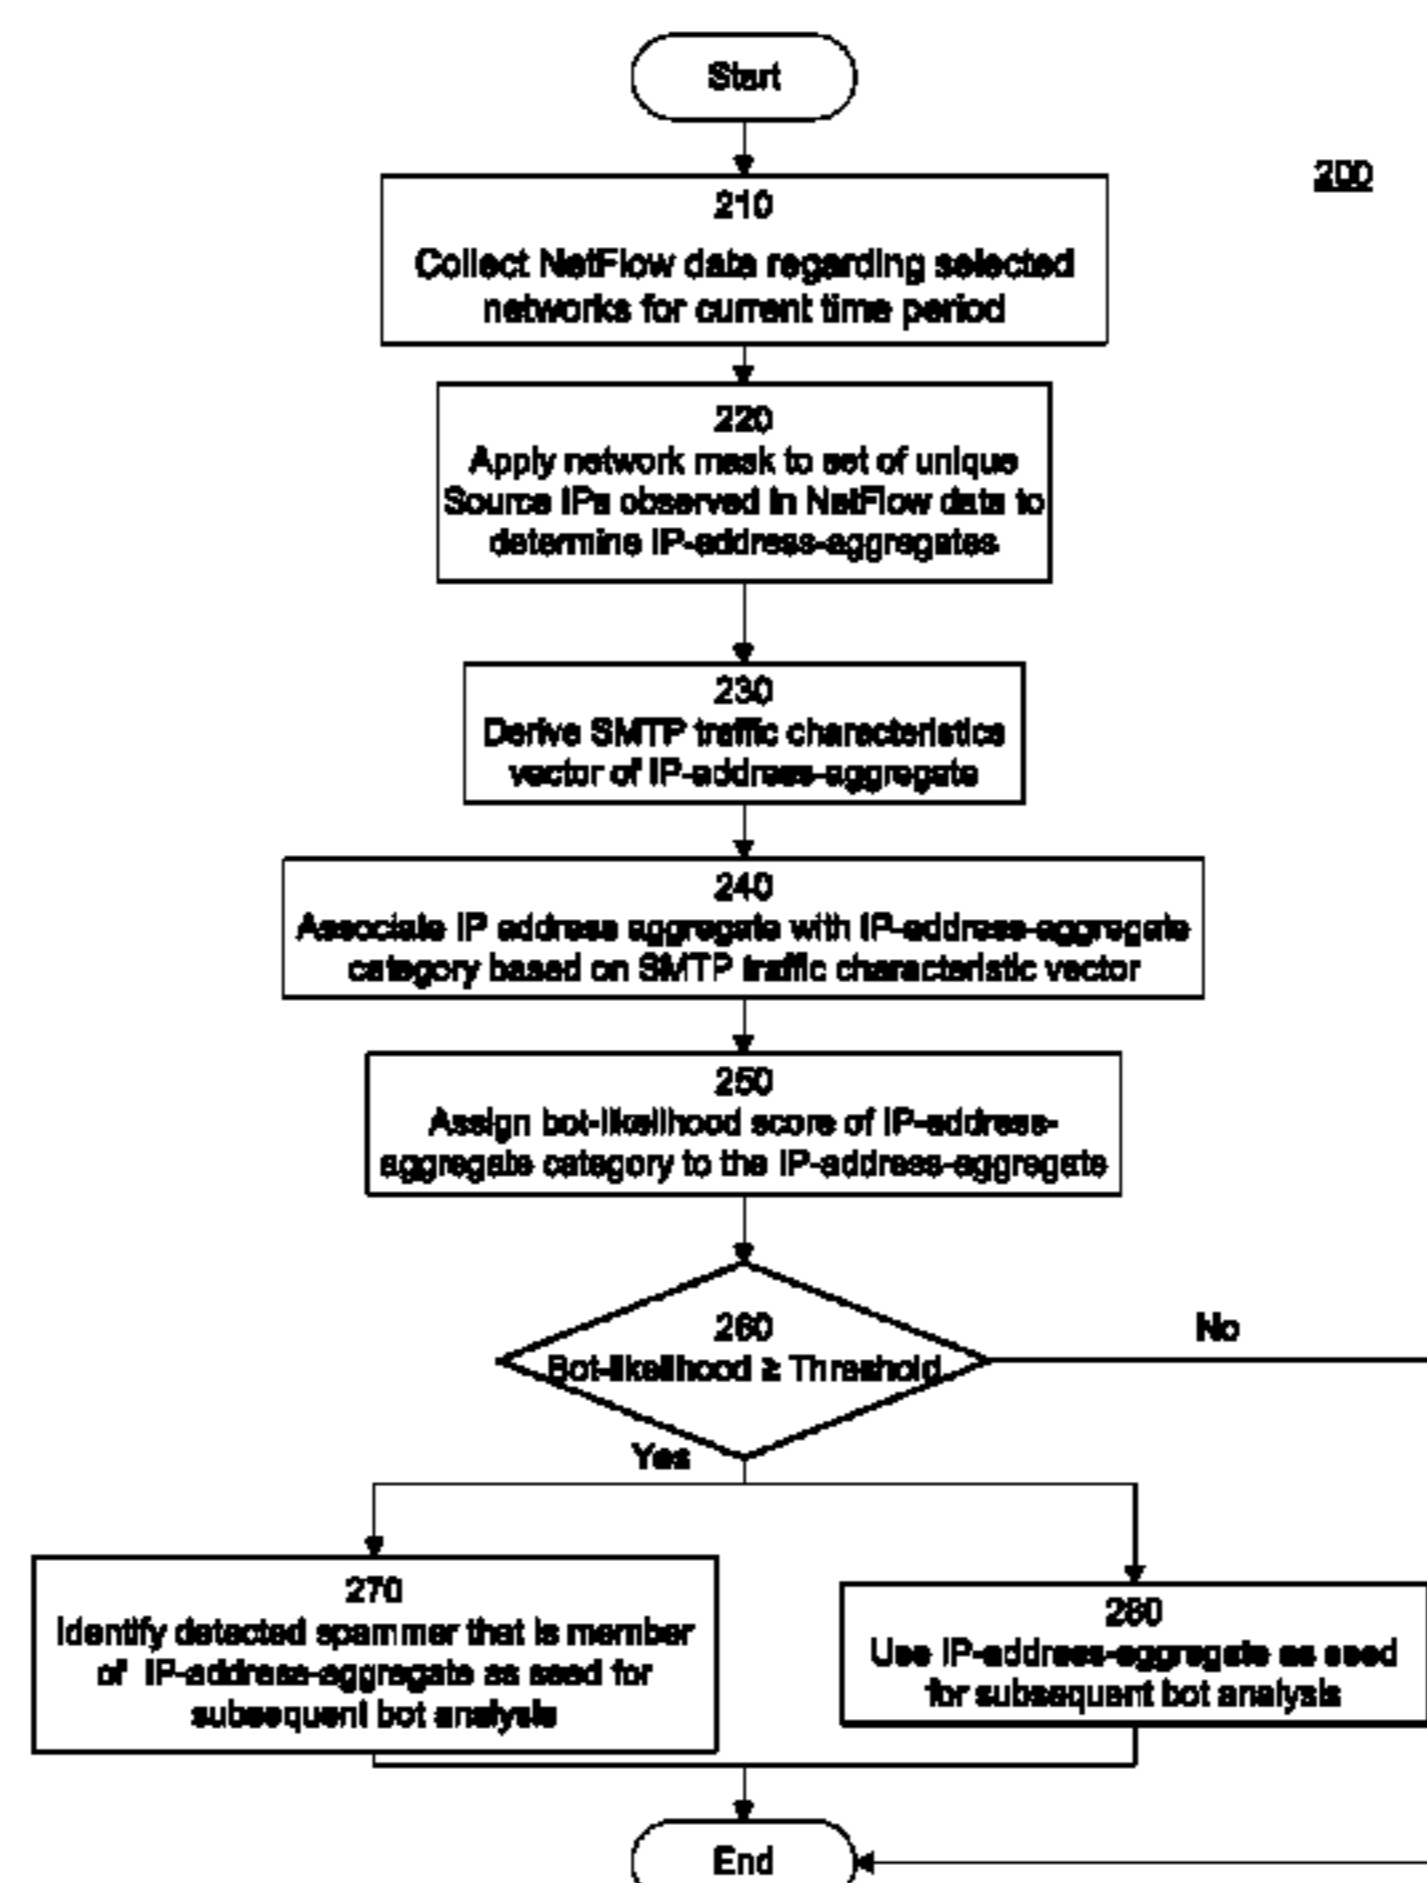 Start
200
210
Collect NetFlow data regarding selected
networks for current time period
220
Apply network mask to set of unique
Source IPs observed in NetFlow data to
determine IP-address-aggregates
230
Derive SMTP traffic characteristics
vector of IP-address-aggregate
240
Associate IP address aggregate with IP-address-aggregate
category based on SMTP traffic characteristic vector
250
Assign bot-likelihood score of IP-address-
aggregate category to the IP-address-aggregate
260
Bot-likelihood ≥ Threshold
No
Yes
270
Identify detected spammer that is member
of IP-address-aggregate as seed for
subsequent bot analysis
280
Use IP-address-aggregate as seed
for subsequent bot analysis
End